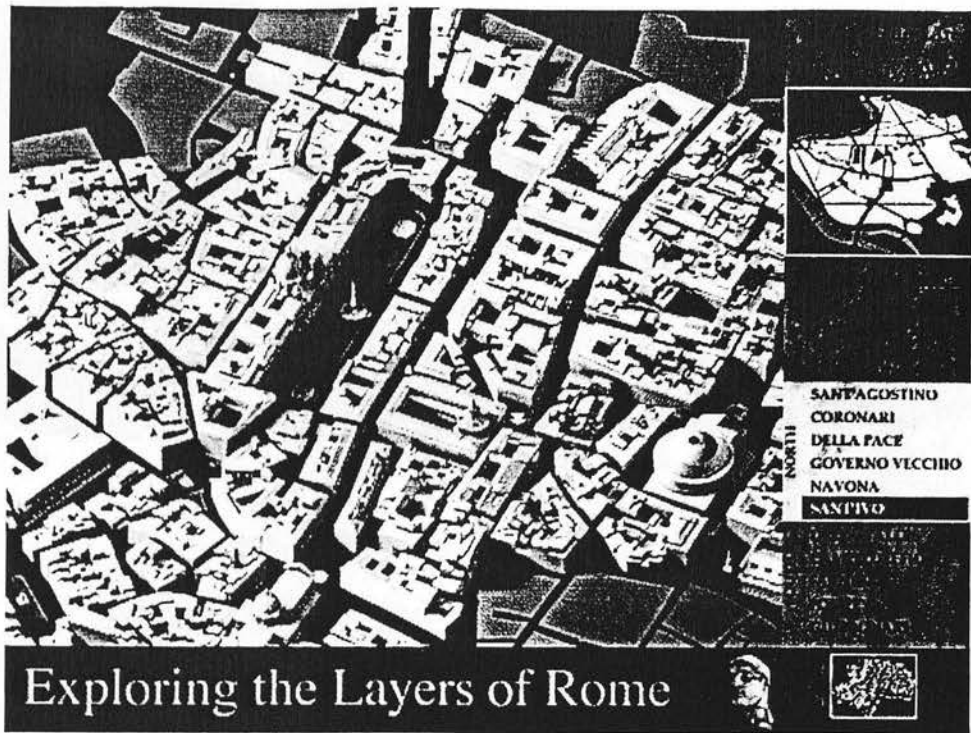 SANT'AGOSTINO
CORONARI
DELLA PACE
GOVERNO VECCHIO
NAVONA
SANT'IVO
NORTH
Exploring the Layers of Rome